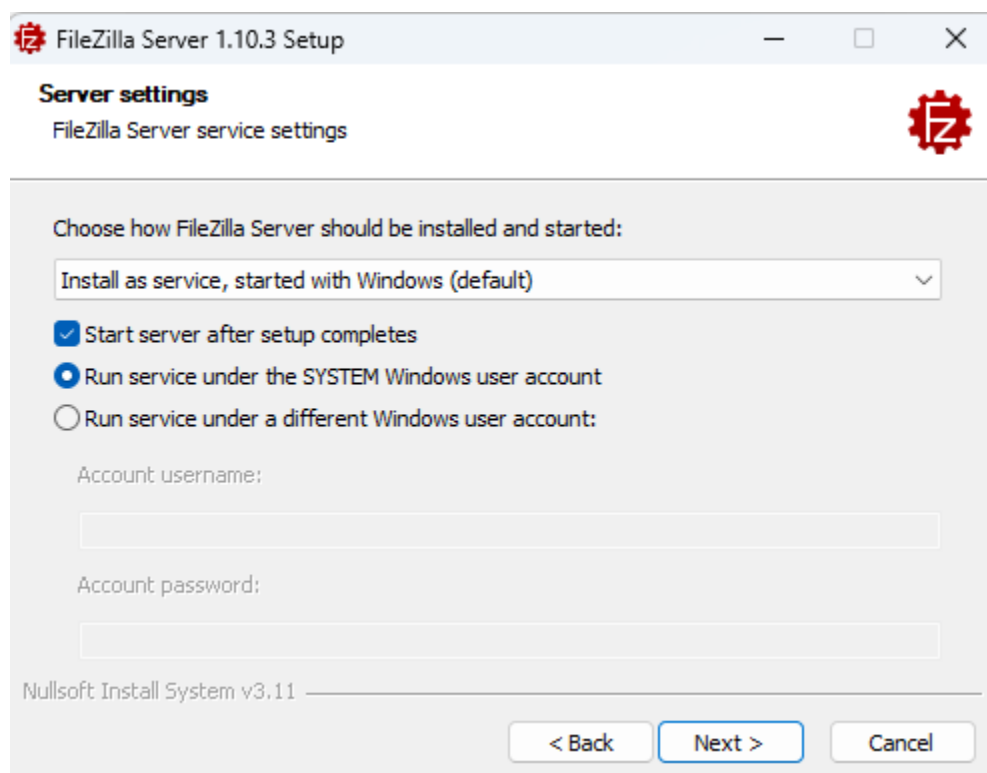 FileZilla Server 1.10.3 Setup
Server settings
FileZilla Server service settings
Choose how FileZilla Server should be installed and started:
Install as service, started with Windows (default)
Start server after setup completes
Run service under the SYSTEM Windows user account
Run service under a different Windows user account:
Account username:
Account password:
Nullsoft Install System v3.11
< Back
Next >
Cancel